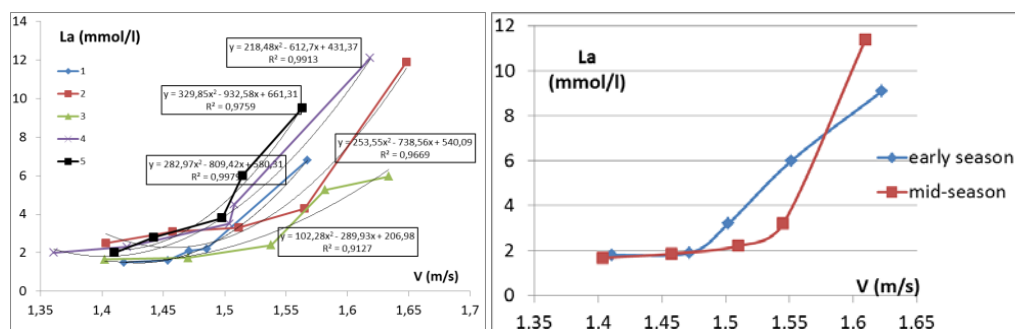 14
12
10
8
6
4
2
0
La (mmol/l)
1
2
3
4
5
y = 218,48x² - 612,7x + 431,37
R² = 0,9913
y = 329,85x² - 932,58x + 661,31
R² = 0,9759
y = 253,55x² - 738,56x + 540,09
R² = 0,9669
y = 282,97x² - 809,42x + 580,31
R² = 0,9979
y = 102,28x² - 289,93x + 206,98
R² = 0,9127
V (m/s)
1,35 1,4 1,45 1,5 1,55 1,6 1,65 1,7
12
10
8
6
4
2
0
La
(mmol/l)
early season
mid-season
V (m/s)
1.35 1.4 1.45 1.5 1.55 1.6 1.65